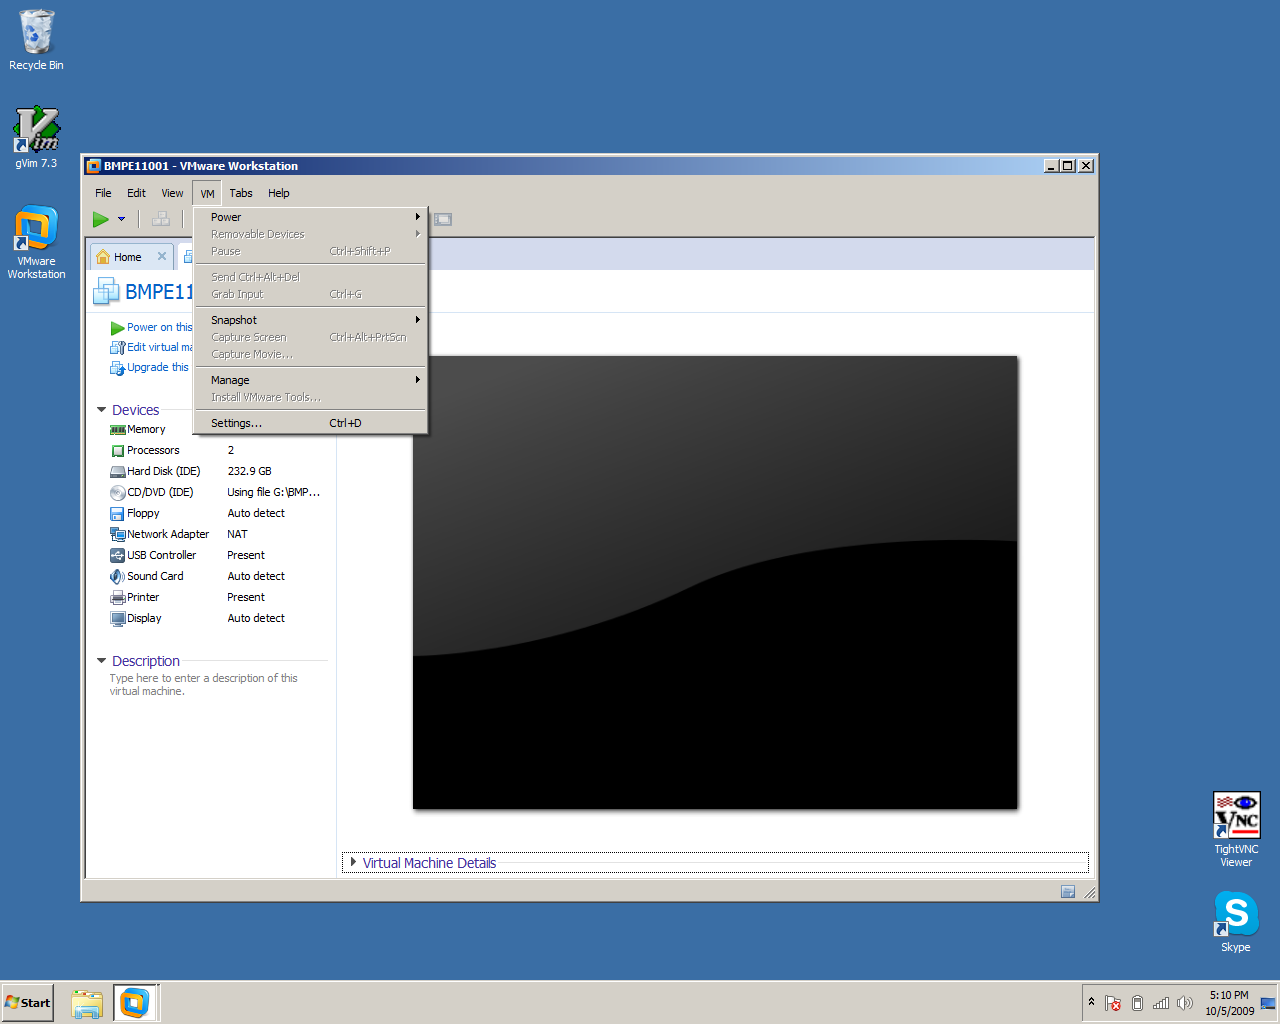 Recycle Bin
gVim 7.3
VMware
Workstation
BMPE11001 - VMware Workstation
File Edit View VM Tabs Help
Power
Removable Devices
Pause Ctrl+Shift+P
Send Ctrl+Alt+Del
Grab Input Ctrl+G
Snapshot
Capture Screen Ctrl+Alt+PrtScn
Capture Movie...
Manage
Install VMware Tools...
Settings... Ctrl+D
Home
BMPE11
Power on this
Edit virtual ma
Upgrade this
Devices
Memory
Processors 2
Hard Disk (IDE) 232.9 GB
CD/DVD (IDE) Using file G:\BMP...
Floppy Auto detect
Network Adapter NAT
USB Controller Present
Sound Card Auto detect
Printer Present
Display Auto detect
Description
Type here to enter a description of this
virtual machine.
Virtual Machine Details
VNC
TightVNC
Viewer
Skype
Start
5:10 PM
10/5/2009